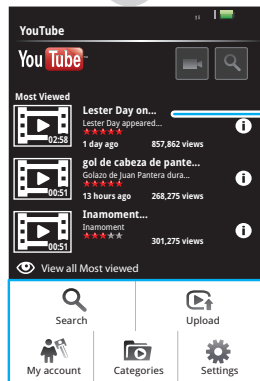 YouTube
YouTube
Most Viewed
Lester Day on...
Lester Day appeared...
02:58
1 day ago 857,862 views
gol de cabeza de pante...
Golazo de Juan Pantera dura...
00:51
13 hours ago 268,275 views
Inamoment...
Inamoment
00:51
301,275 views
View all Most viewed
Search Upload
My account Categories Settings